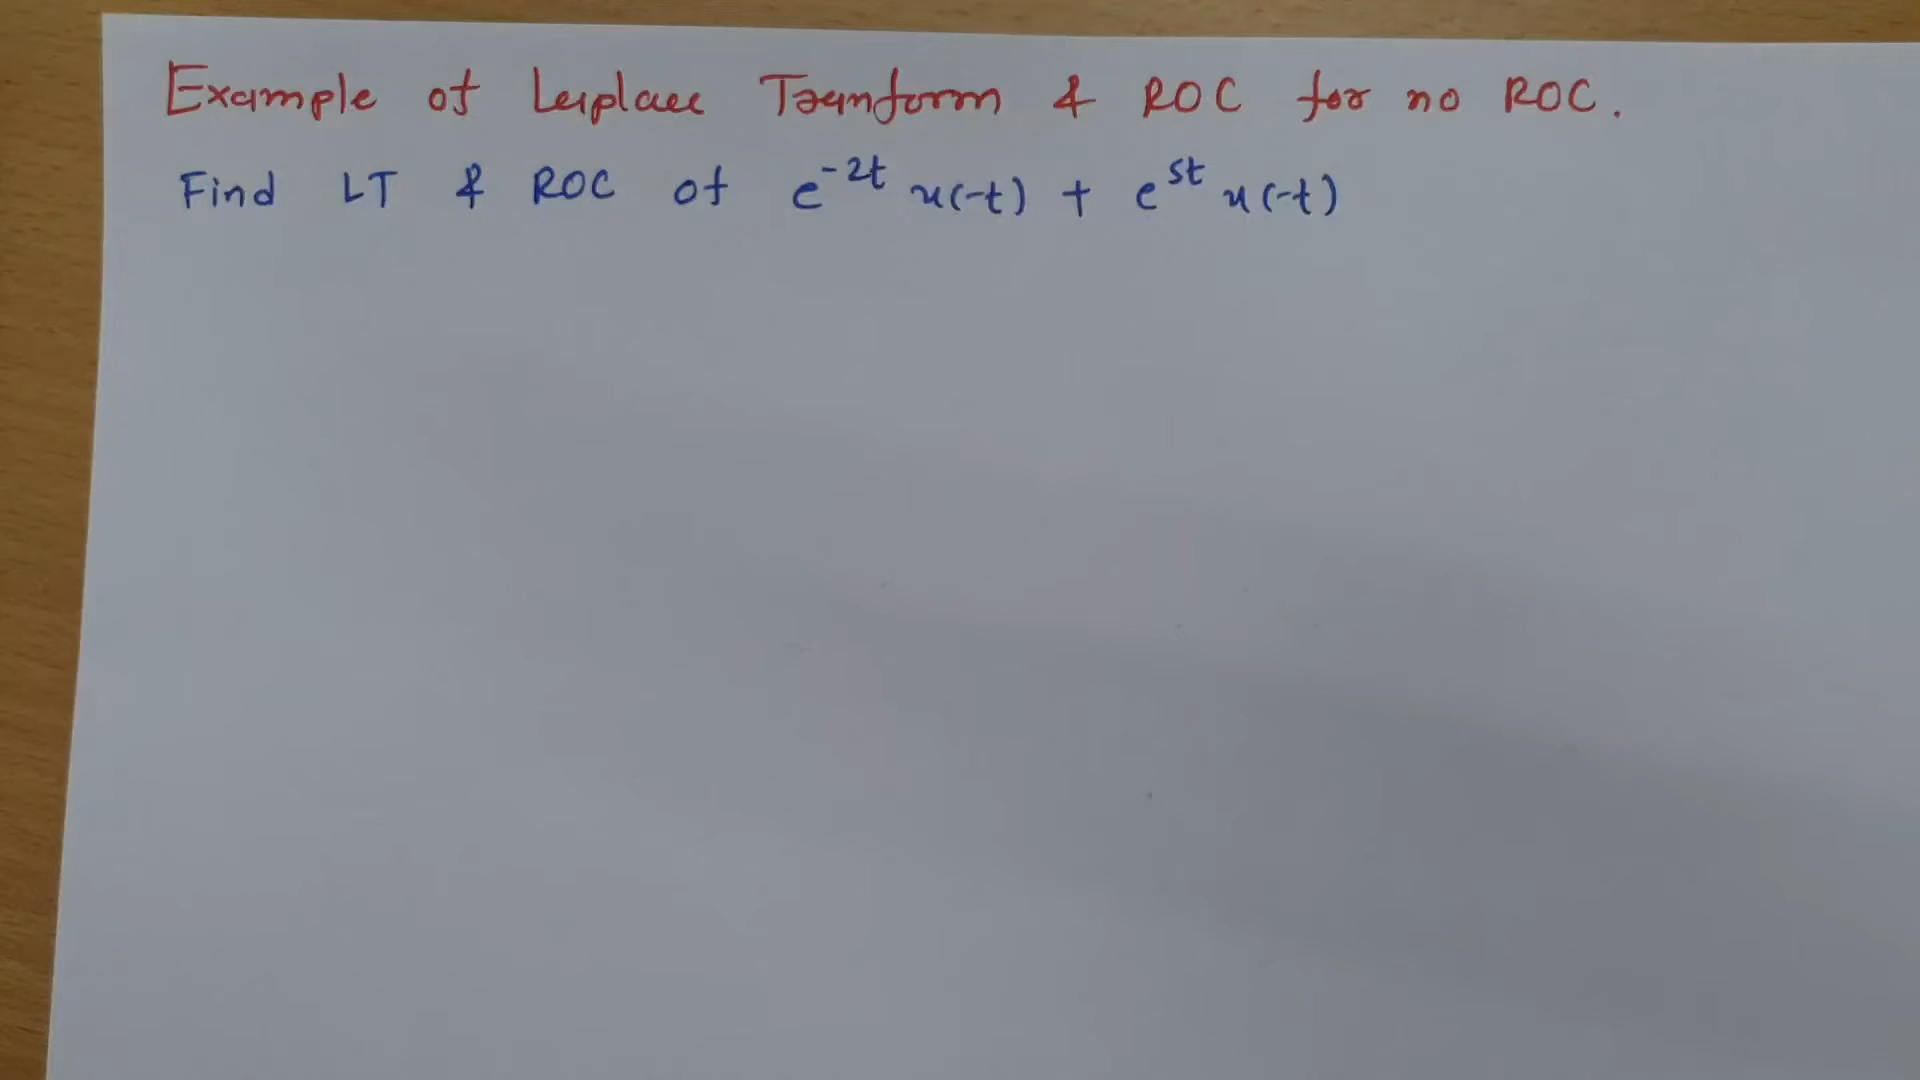 Example of Laplace Transform & ROC for no ROC.
Find LT & ROC of e^-2t u(-t) + e^5t u(-t)